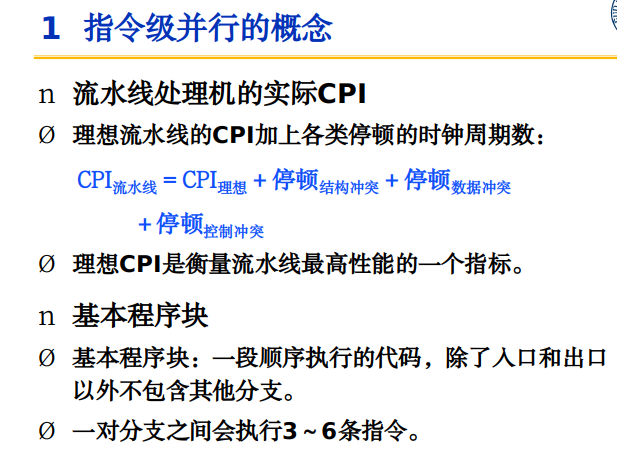 1 指令级并行的概念
n 流水线处理机的实际CPI
Ø 理想流水线的CPI加上各类停顿的时钟周期数：
CPI流水线 = CPI理想 + 停顿结构冲突 + 停顿数据冲突
+ 停顿控制冲突
Ø 理想CPI是衡量流水线最高性能的一个指标。
n 基本程序块
Ø 基本程序块：一段顺序执行的代码，除了入口和出口
以外不包含其他分支。
Ø 一对分支之间会执行3～6条指令。